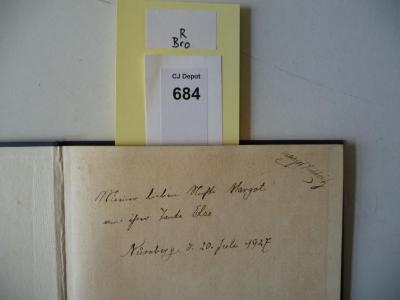 R
Bro
CJ Depot
684
Meiner lieben Nichte Margot
von ihrer Tante Else
Nürnberg, d. 20. Juli 1927